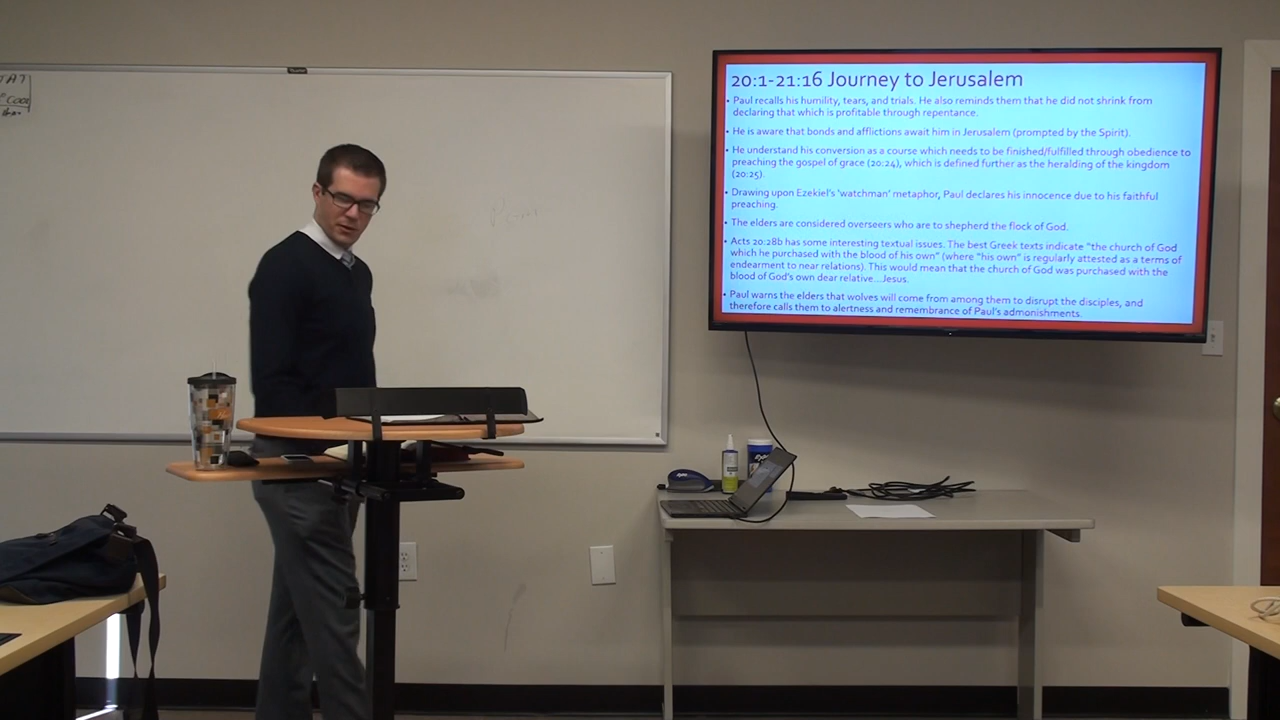 20:1-21:16 Journey to Jerusalem
• Paul recalls his humility, tears, and trials. He also reminds them that he did not shrink from
declaring that which is profitable through repentance.
• He is aware that bonds and afflictions await him in Jerusalem (prompted by the Spirit).
• He understand his conversion as a course which needs to be finished/fulfilled through obedience to
preaching the gospel of grace (20:24), which is defined further as the heralding of the kingdom
(20:25).
• Drawing upon Ezekiel's 'watchman' metaphor, Paul declares his innocence due to his faithful
preaching.
• The elders are considered overseers who are to shepherd the flock of God.
• Acts 20:28b has some interesting textual issues. The best Greek texts indicate "the church of God
which he purchased with the blood of his own" (where "his own" is regularly attested as a terms of
endearment to near relations). This would mean that the church of God was purchased with the
blood of God's own dear relative....Jesus.
• Paul warns the elders that wolves will come from among them to disrupt the disciples, and
therefore calls them to alertness and remembrance of Paul's admonishments.